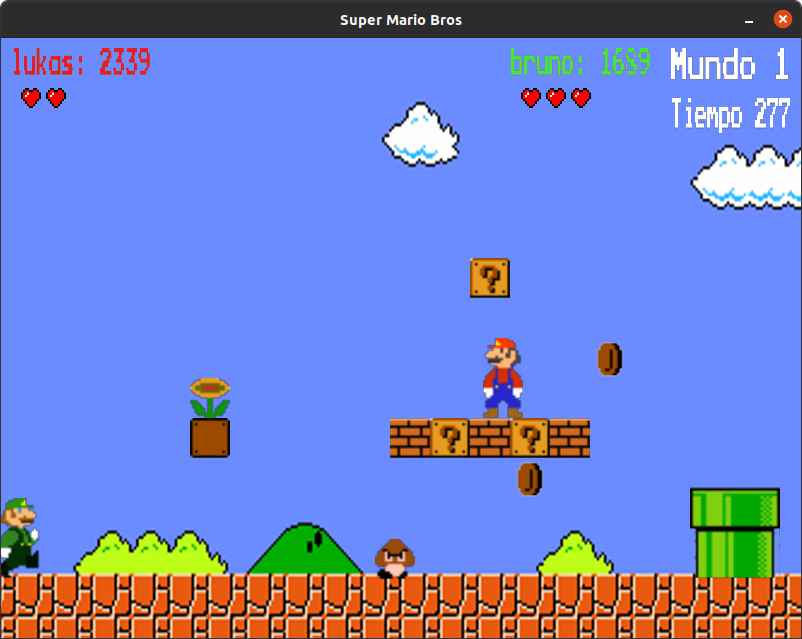 Super Mario Bros
lukas: 2339
bruno: 1689
Mundo 1
Tiempo 277
?
? ?